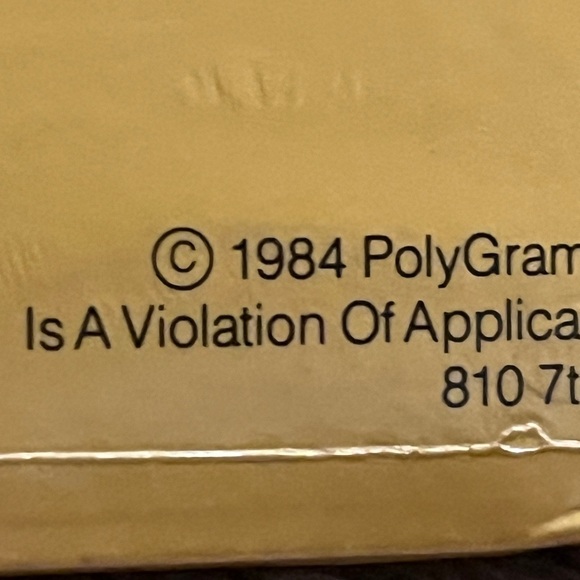 © 1984 PolyGram
Is A Violation Of Applica
810 7t